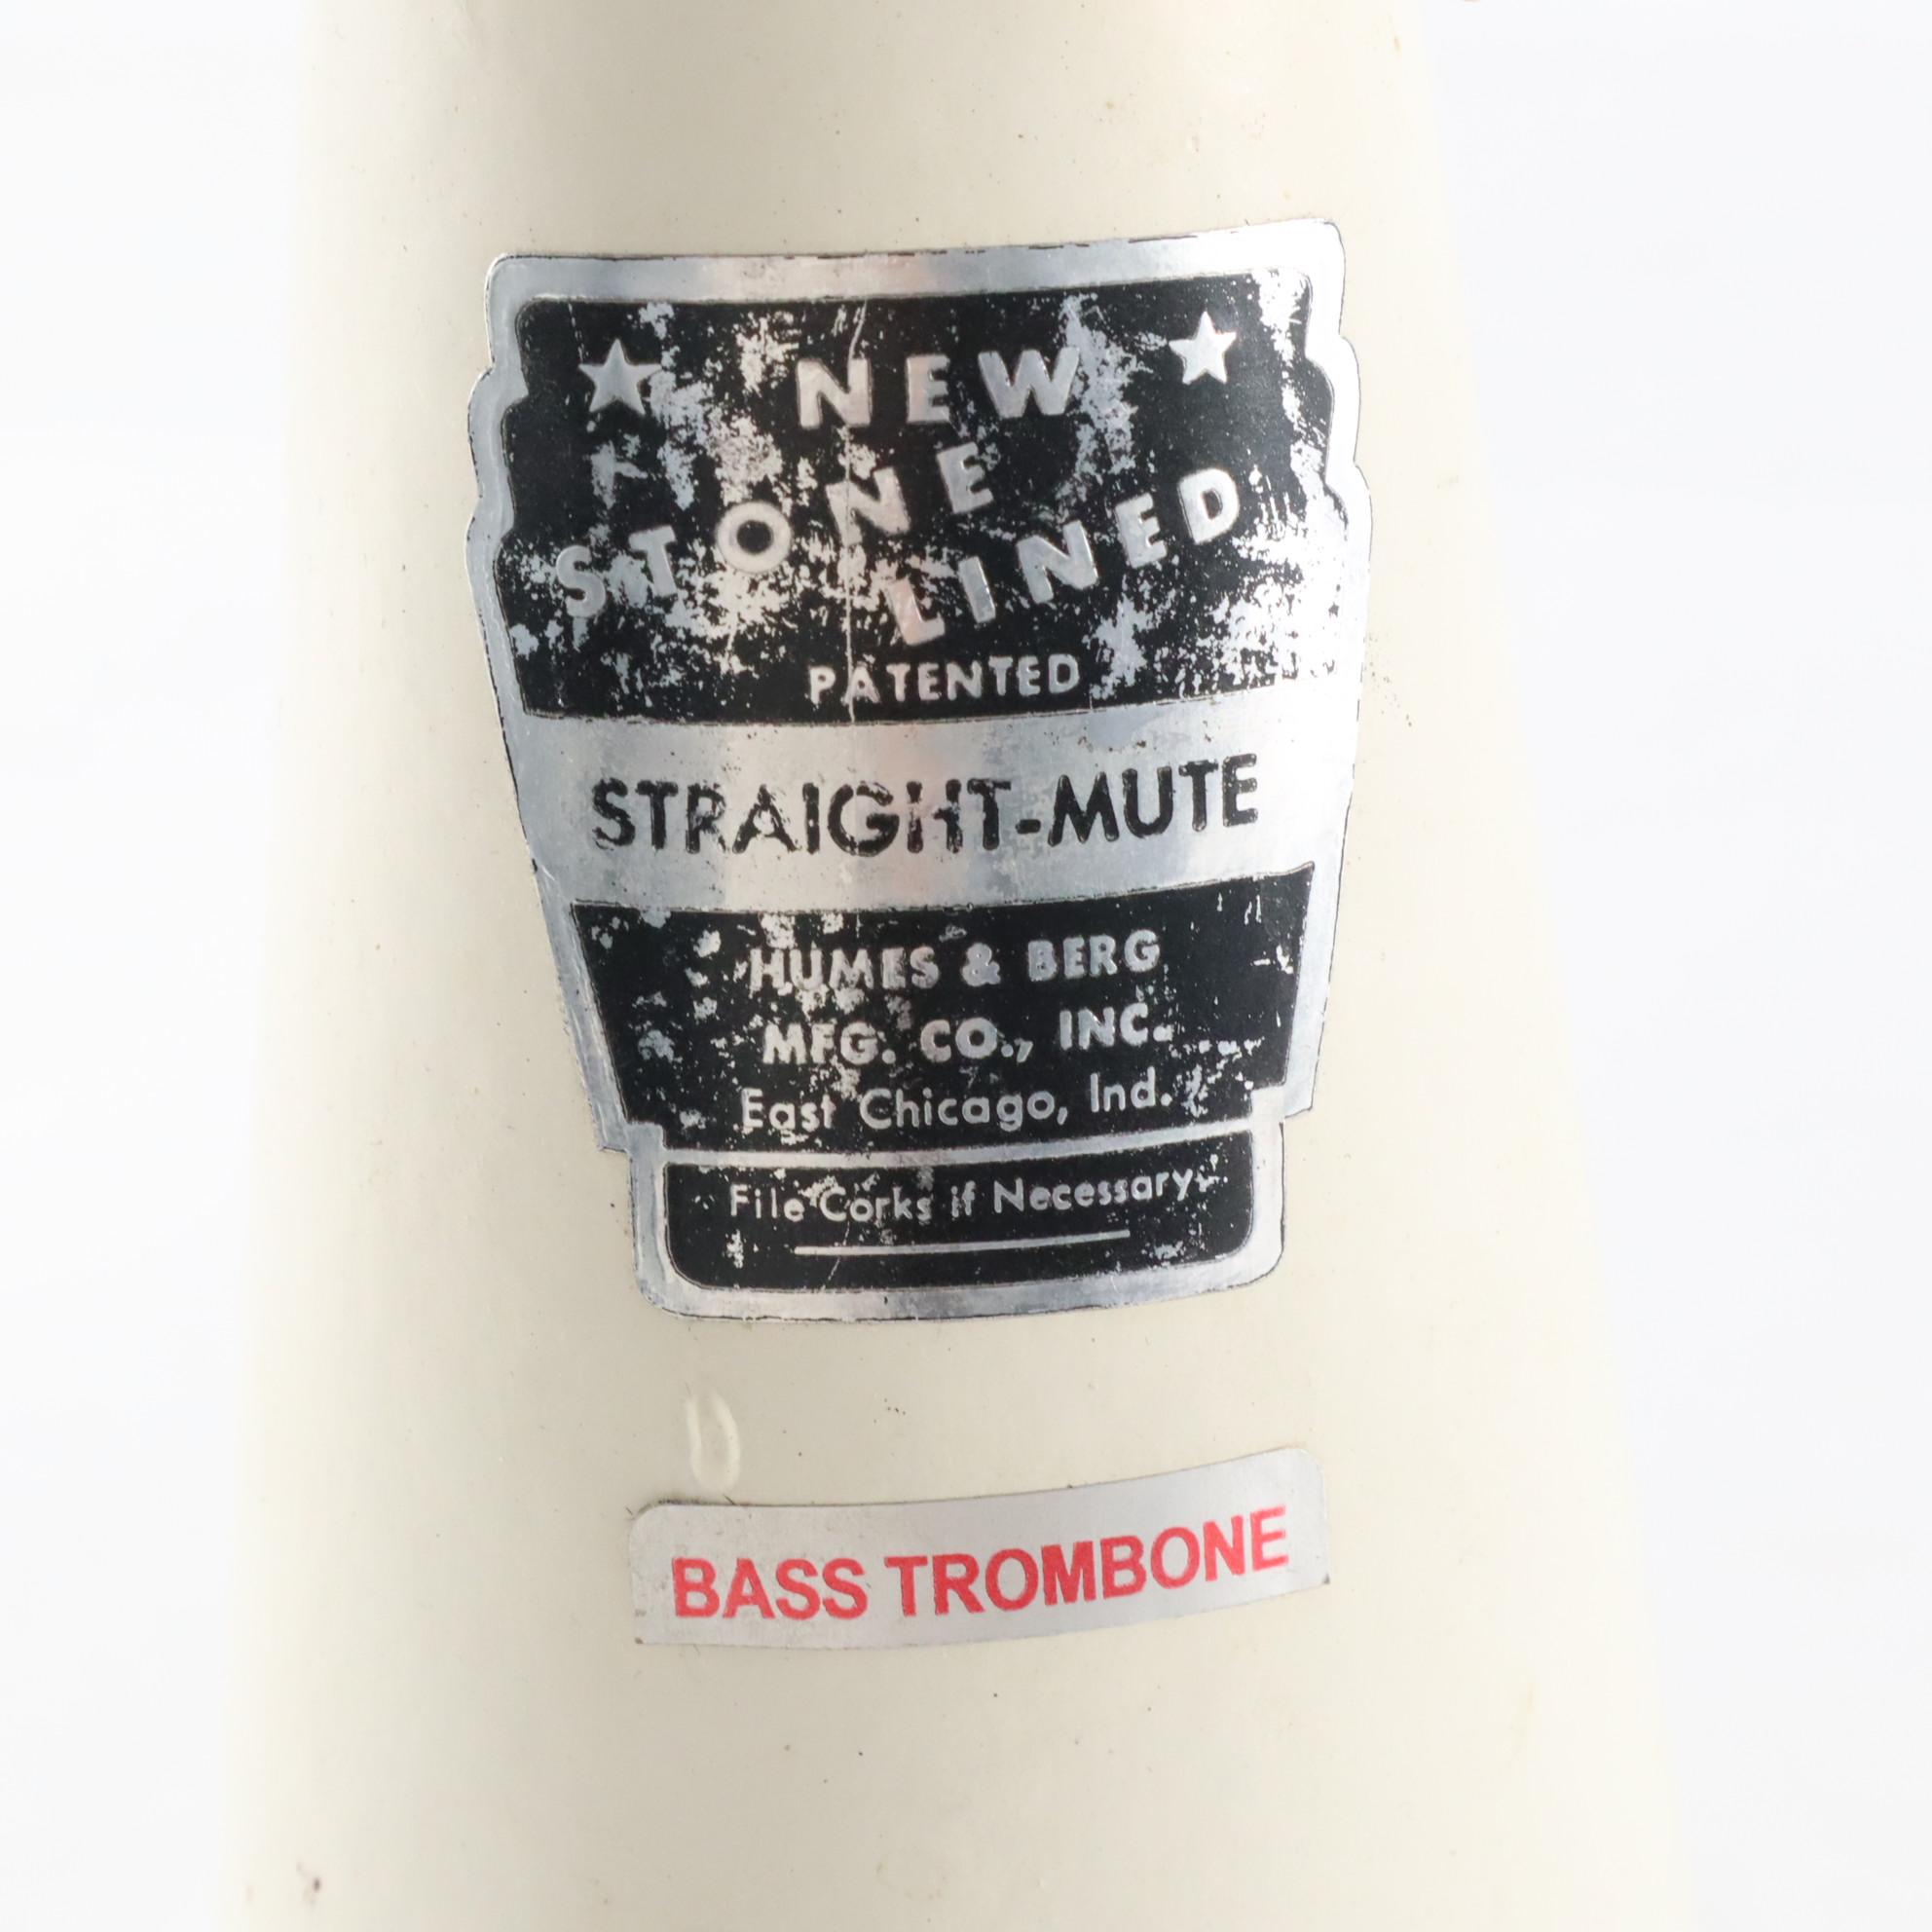 NEW
STONE
LINED
PATENTED
STRAIGHT-MUTE
HUMES & BERG
MFG. CO., INC.
East Chicago, Ind.
File Corks if Necessary
BASS TROMBONE